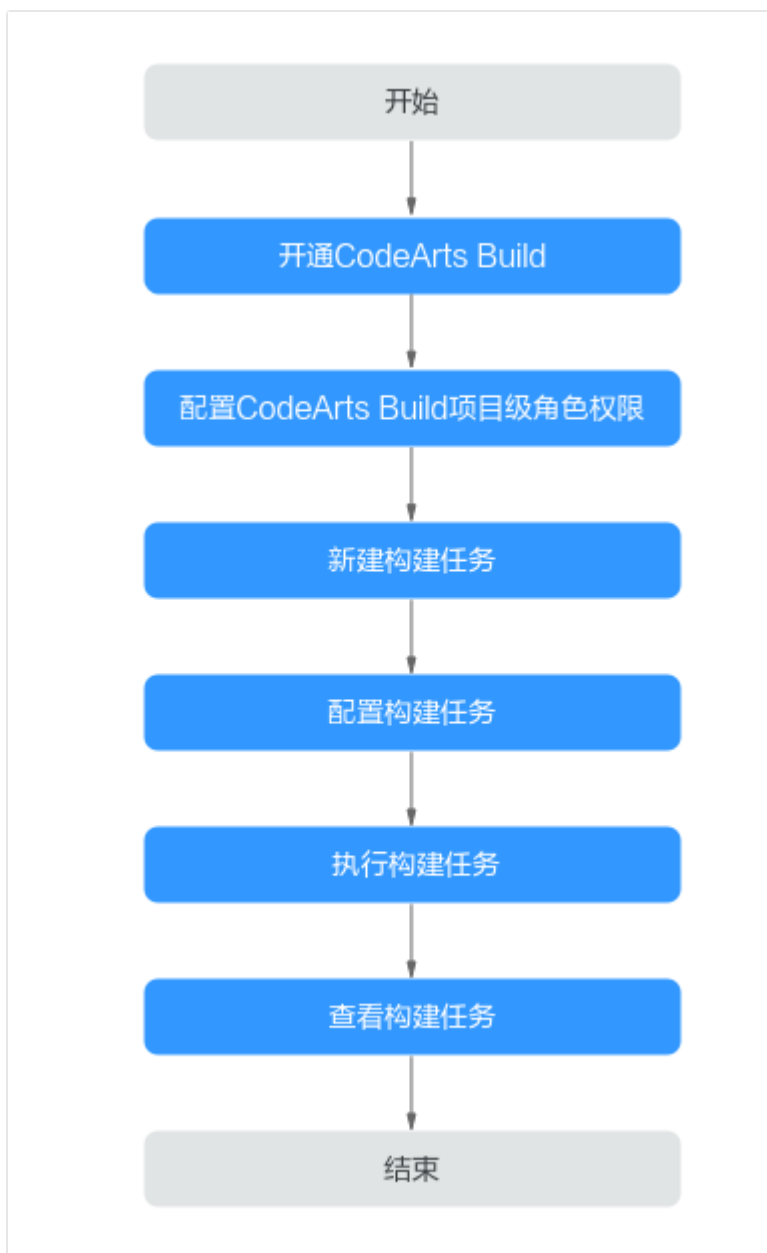 开始
开通CodeArts Build
配置CodeArts Build项目级角色权限
新建构建任务
配置构建任务
执行构建任务
查看构建任务
结束